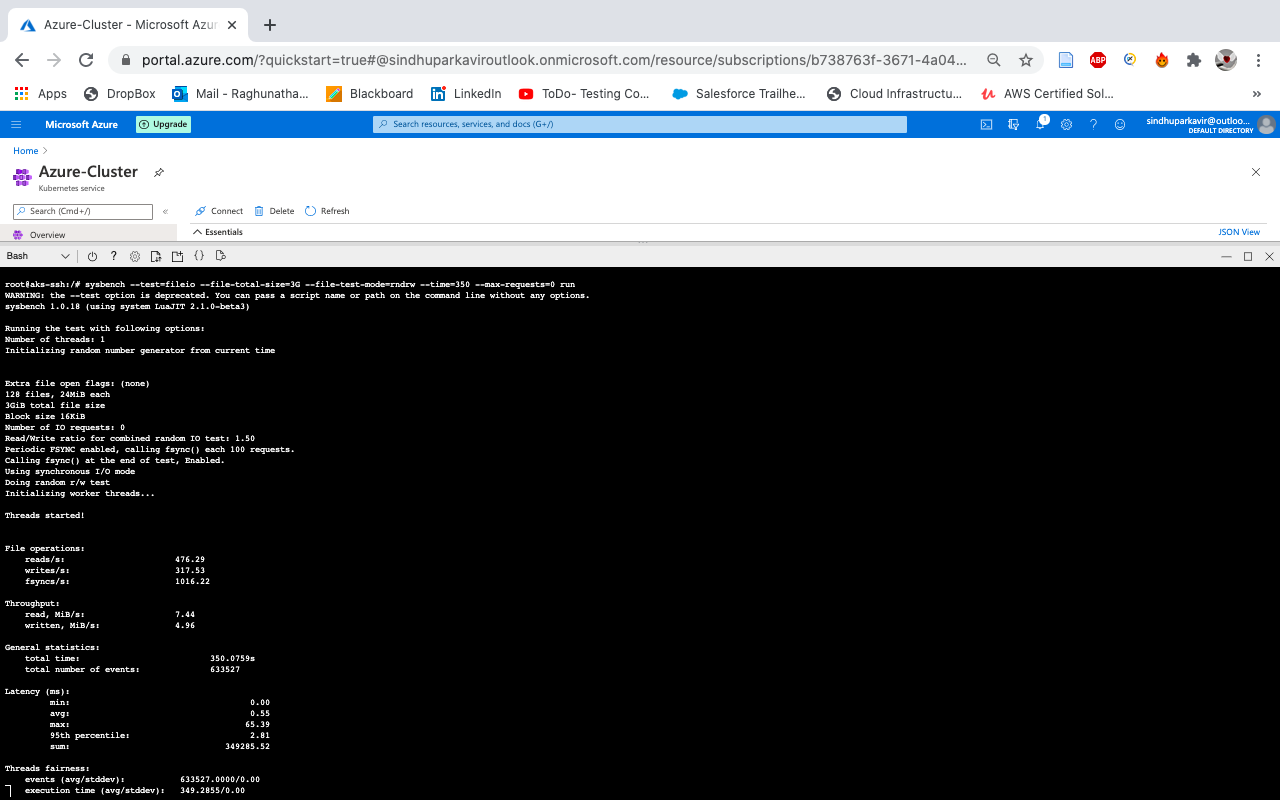 Azure-Cluster - Microsoft Azur
portal.azure.com/?quickstart=true#@sindhuparkaviroutlook.onmicrosoft.com/resource/subscriptions/b738763f-3671-4a04...
ABP
Apps DropBox Mail - Raghunatha... Blackboard LinkedIn ToDo- Testing Co... Salesforce Trailhe... Cloud Infrastructu... AWS Certified Sol... »
Microsoft Azure Upgrade Search resources, services, and docs (G+/) 1 sindhuparkavir@outloo...
DEFAULT DIRECTORY
Home >
Azure-Cluster
Kubernetes service
Search (Cmd+/) « Connect Delete Refresh
Overview Essentials JSON View
Bash ? {}
root@aks-ssh:/# sysbench --test=fileio --file-total-size=3G --file-test-mode=rndrw --time=350 --max-requests=0 run
WARNING: the --test option is deprecated. You can pass a script name or path on the command line without any options.
sysbench 1.0.18 (using system LuaJIT 2.1.0-beta3)
Running the test with following options:
Number of threads: 1
Initializing random number generator from current time
Extra file open flags: (none)
128 files, 24MiB each
3GiB total file size
Block size 16KiB
Number of IO requests: 0
Read/Write ratio for combined random IO test: 1.50
Periodic FSYNC enabled, calling fsync() each 100 requests.
Calling fsync() at the end of test, Enabled.
Using synchronous I/O mode
Doing random r/w test
Initializing worker threads...
Threads started!
File operations:
reads/s: 476.29
writes/s: 317.53
fsyncs/s: 1016.22
Throughput:
read, MiB/s: 7.44
written, MiB/s: 4.96
General statistics:
total time: 350.0759s
total number of events: 633527
Latency (ms):
min: 0.00
avg: 0.55
max: 65.39
95th percentile: 2.81
sum: 349285.52
Threads fairness:
events (avg/stddev): 633527.0000/0.00
execution time (avg/stddev): 349.2855/0.00